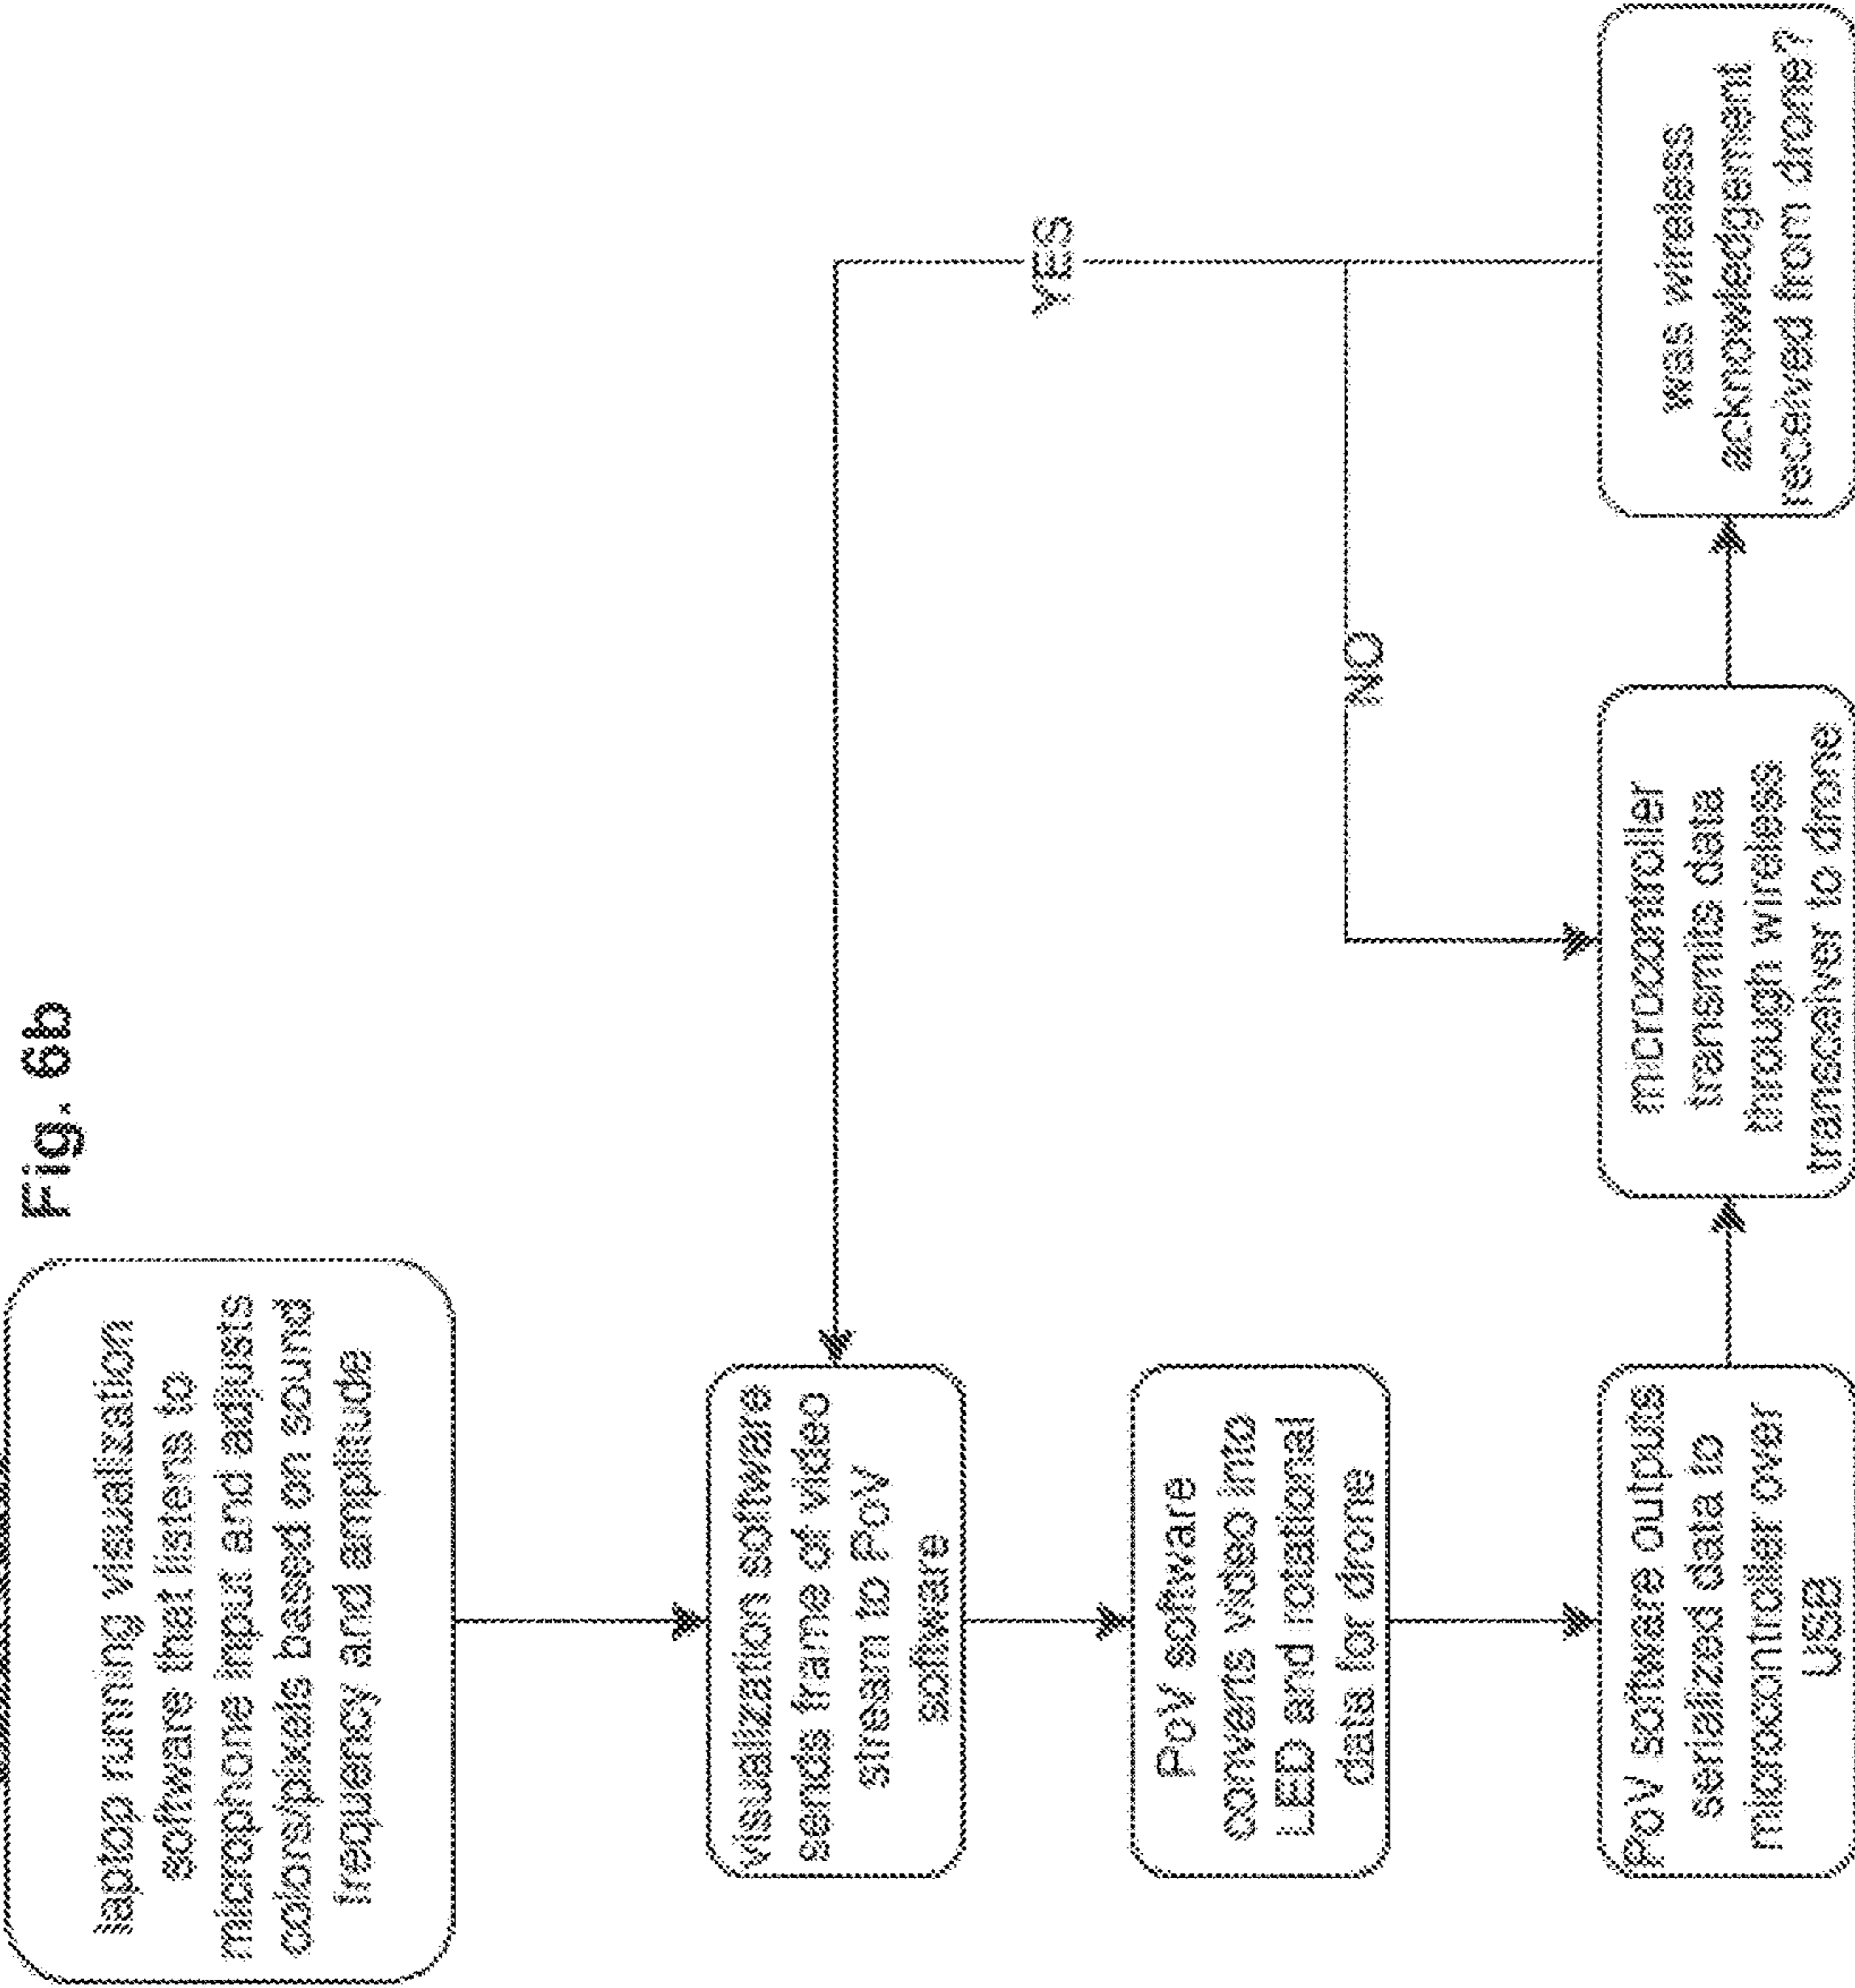 Fig. 6b
laptop running visualization
software that listens to
microphone input and adjusts
colors/pixels based on sound
frequency and amplitude
visualization software
sends frame of video
stream to PoV
software
PoV software
converts video into
LED and rotational
data for drone
PoV software outputs
serialized data to
microcontroller over
USB
microcontroller
transmits data
through wireless
transceiver to drone
was wireless
acknowledgement
received from drone?
NO
YES